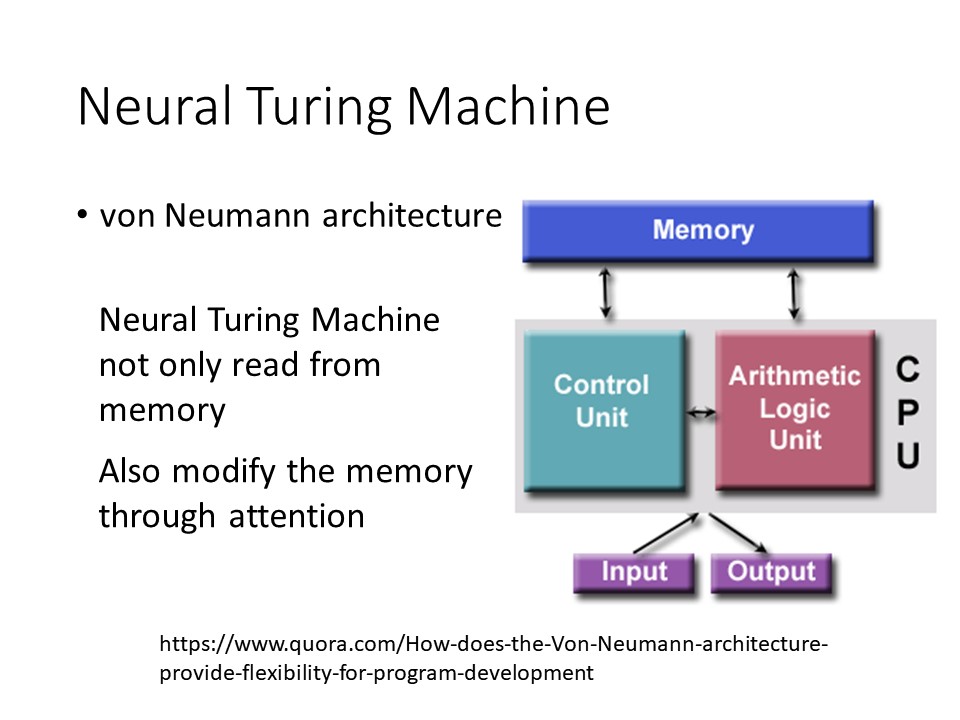 Neural Turing Machine
• von Neumann architecture
Neural Turing Machine
not only read from
memory
Also modify the memory
through attention
Memory
Control
Unit
Arithmetic
Logic
Unit
C
P
U
Input
Output
https://www.quora.com/How-does-the-Von-Neumann-architecture-
provide-flexibility-for-program-development